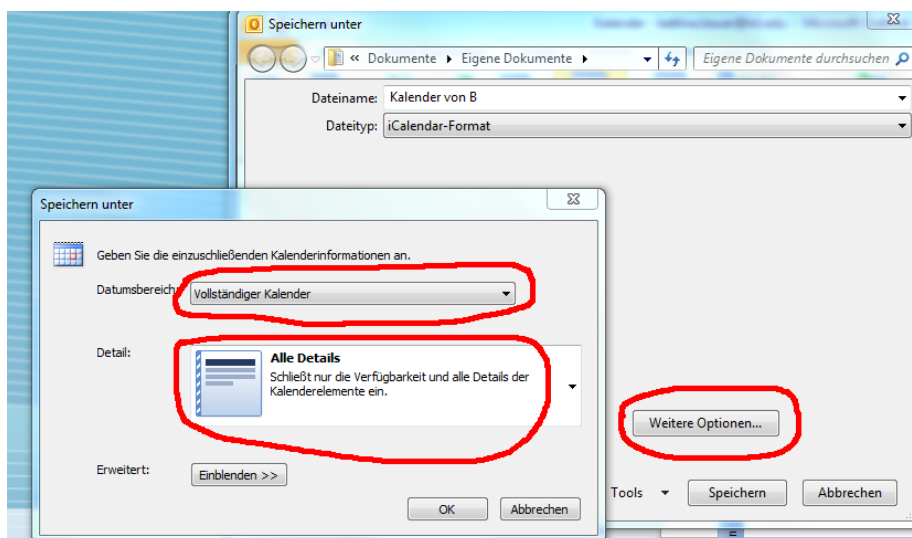 Speichern unter
« Dokumente ▸ Eigene Dokumente ▸
Eigene Dokumente durchsuchen
Dateiname: Kalender von B
Dateityp: iCalendar-Format
Speichern unter
Geben Sie die einzuschließenden Kalenderinformationen an.
Datumsbereich: Vollständiger Kalender
Detail:
Alle Details
Schließt nur die Verfügbarkeit und alle Details der
Kalenderelemente ein.
Weitere Optionen...
Erweitert: Einblenden >>
Tools Speichern Abbrechen
OK Abbrechen